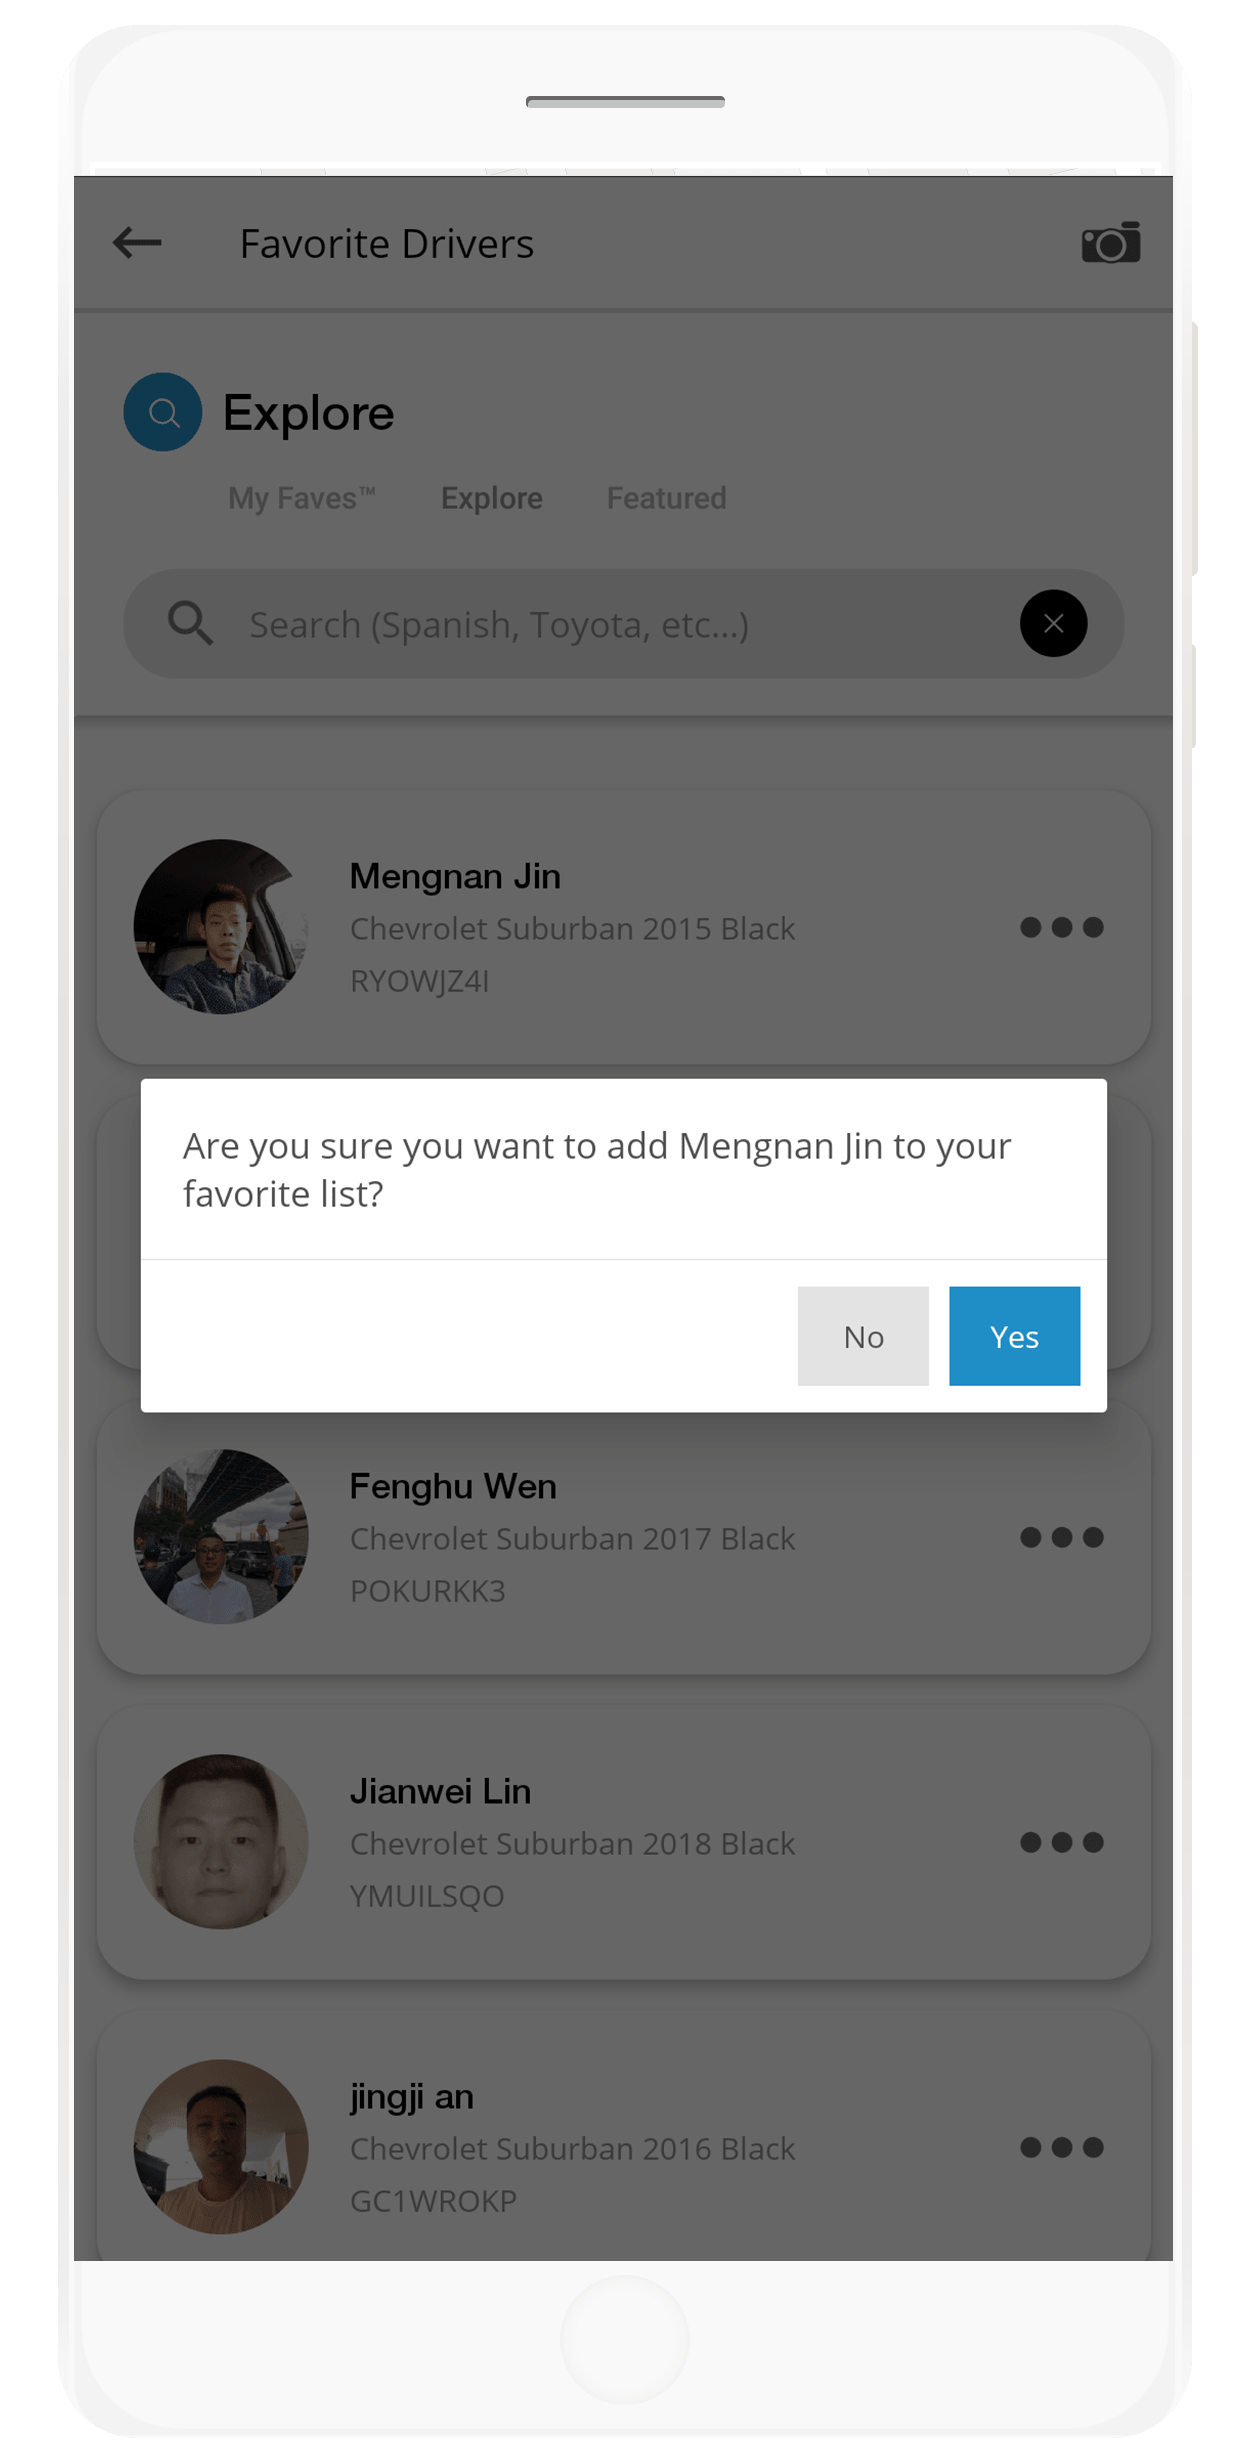 Favorite Drivers
Explore
My Faves™ Explore Featured
Search (Spanish, Toyota, etc...)
Mengnan Jin
Chevrolet Suburban 2015 Black
RYOWJZ4I
Are you sure you want to add Mengnan Jin to your
favorite list?
No Yes
Fenghu Wen
Chevrolet Suburban 2017 Black
POKURKK3
Jianwei Lin
Chevrolet Suburban 2018 Black
YMUILSQO
jingji an
Chevrolet Suburban 2016 Black
GC1WROKP